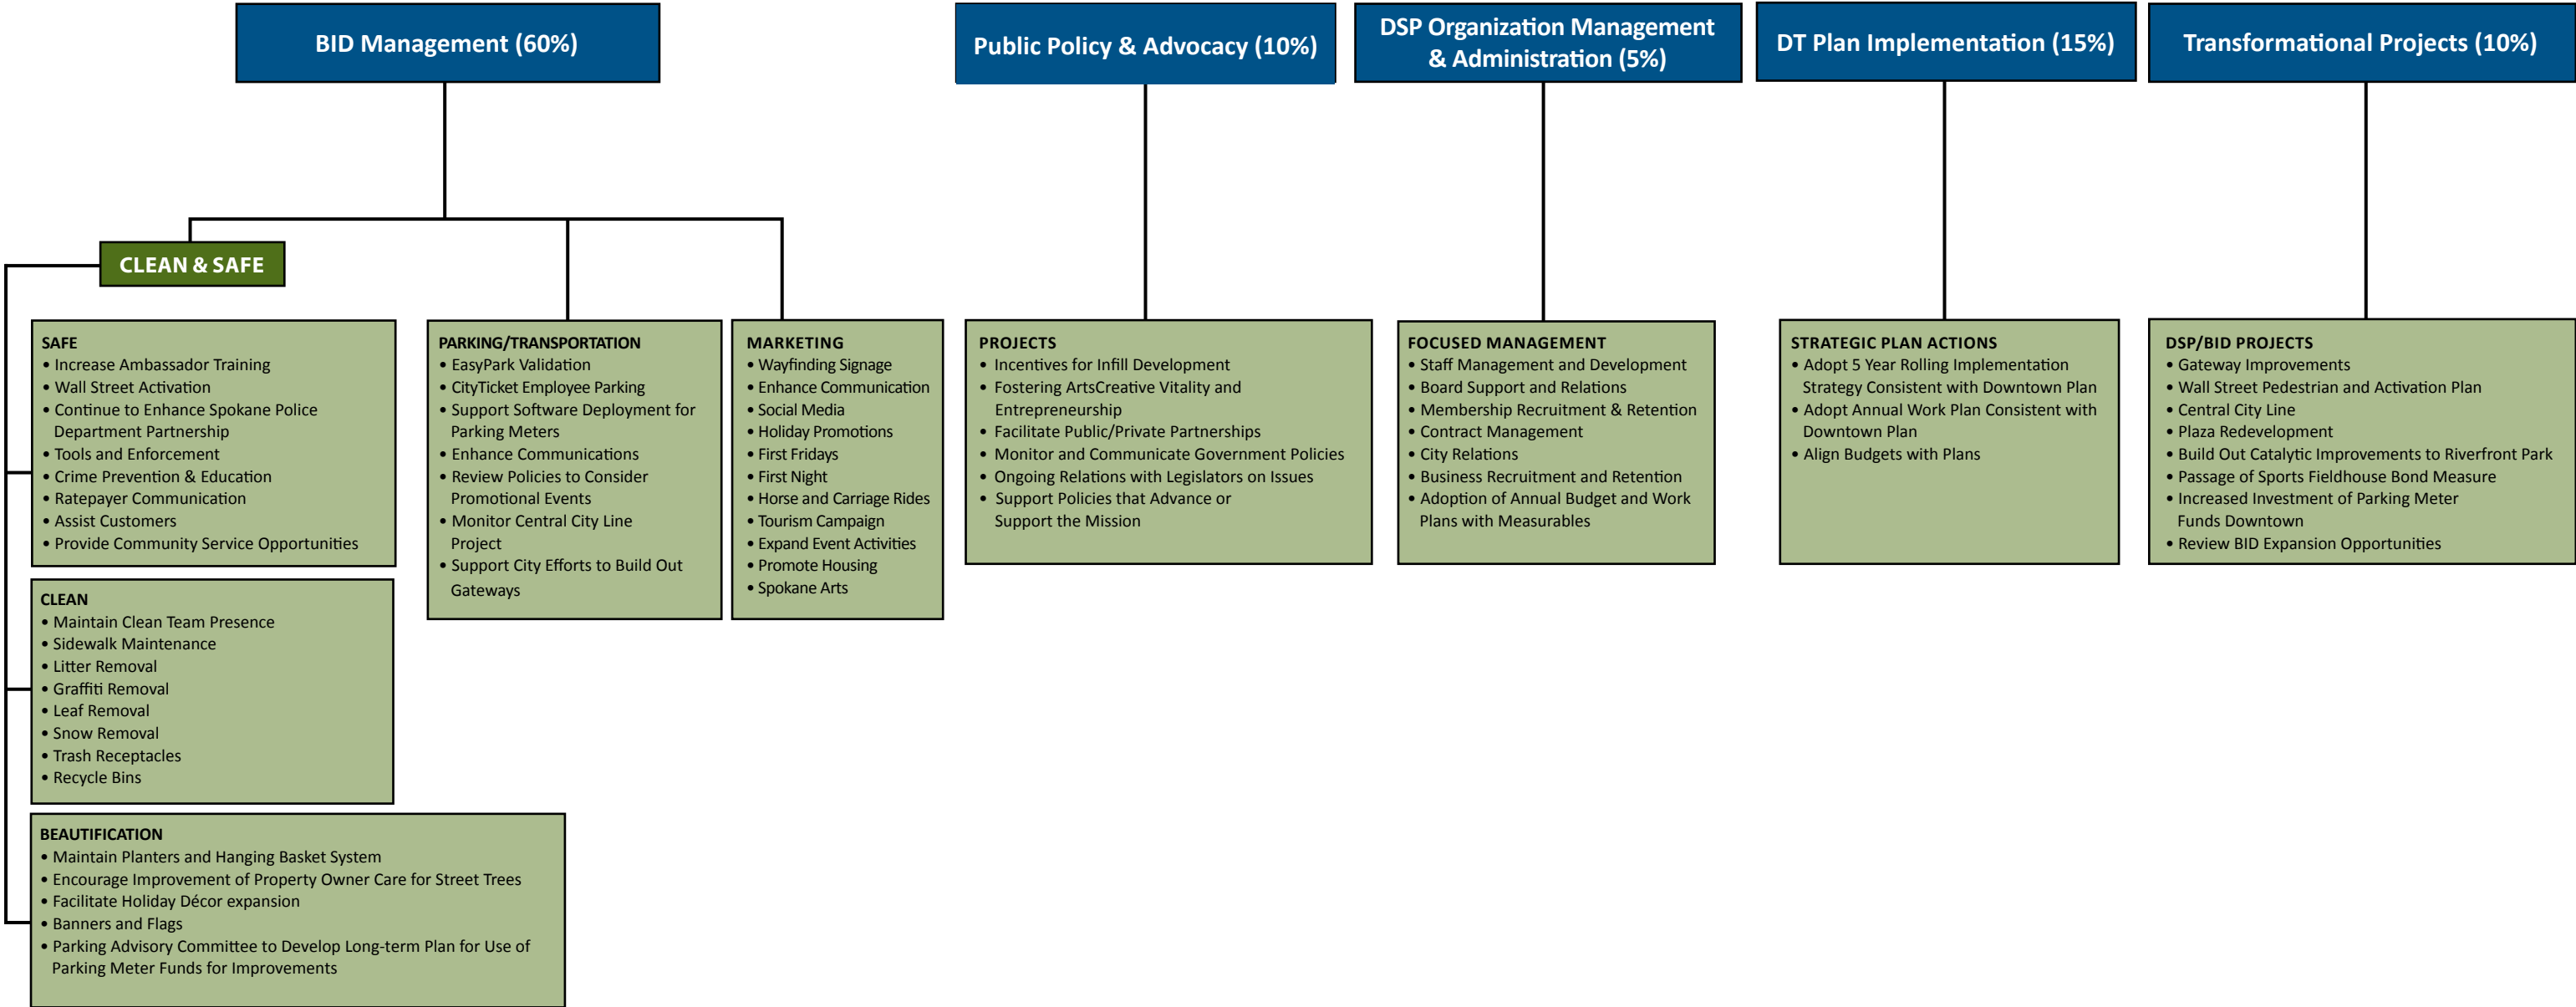 BID Management (60%)
Public Policy & Advocacy (10%)
DSP Organization Management
& Administration (5%)
DT Plan Implementation (15%)
Transformational Projects (10%)
CLEAN & SAFE
SAFE
• Increase Ambassador Training
• Wall Street Activation
• Continue to Enhance Spokane Police
Department Partnership
• Tools and Enforcement
• Crime Prevention & Education
• Ratepayer Communication
• Assist Customers
• Provide Community Service Opportunities
CLEAN
• Maintain Clean Team Presence
• Sidewalk Maintenance
• Litter Removal
• Graffiti Removal
• Leaf Removal
• Snow Removal
• Trash Receptacles
• Recycle Bins
BEAUTIFICATION
• Maintain Planters and Hanging Basket System
• Encourage Improvement of Property Owner Care for Street Trees
• Facilitate Holiday Décor expansion
• Banners and Flags
• Parking Advisory Committee to Develop Long-term Plan for Use of
Parking Meter Funds for Improvements
PARKING/TRANSPORTATION
• EasyPark Validation
• CityTicket Employee Parking
• Support Software Deployment for
Parking Meters
• Enhance Communications
• Review Policies to Consider
Promotional Events
• Monitor Central City Line
Project
• Support City Efforts to Build Out
Gateways
MARKETING
• Wayfinding Signage
• Enhance Communication
• Social Media
• Holiday Promotions
• First Fridays
• First Night
• Horse and Carriage Rides
• Tourism Campaign
• Expand Event Activities
• Promote Housing
• Spokane Arts
PROJECTS
• Incentives for Infill Development
• Fostering ArtsCreative Vitality and
Entrepreneurship
• Facilitate Public/Private Partnerships
• Monitor and Communicate Government Policies
• Ongoing Relations with Legislators on Issues
• Support Policies that Advance or
Support the Mission
FOCUSED MANAGEMENT
• Staff Management and Development
• Board Support and Relations
• Membership Recruitment & Retention
• Contract Management
• City Relations
• Business Recruitment and Retention
• Adoption of Annual Budget and Work
Plans with Measurables
STRATEGIC PLAN ACTIONS
• Adopt 5 Year Rolling Implementation
Strategy Consistent with Downtown Plan
• Adopt Annual Work Plan Consistent with
Downtown Plan
• Align Budgets with Plans
DSP/BID PROJECTS
• Gateway Improvements
• Wall Street Pedestrian and Activation Plan
• Central City Line
• Plaza Redevelopment
• Build Out Catalytic Improvements to Riverfront Park
• Passage of Sports Fieldhouse Bond Measure
• Increased Investment of Parking Meter
Funds Downtown
• Review BID Expansion Opportunities